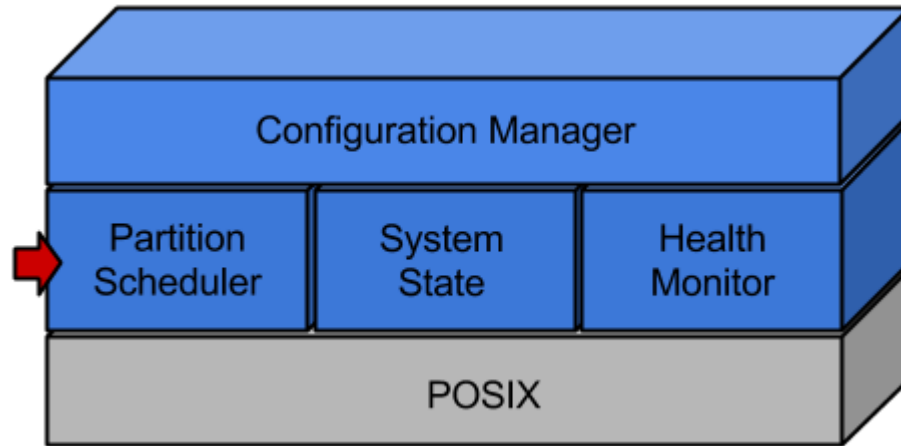 Configuration Manager
Partition
Scheduler
System
State
Health
Monitor
POSIX